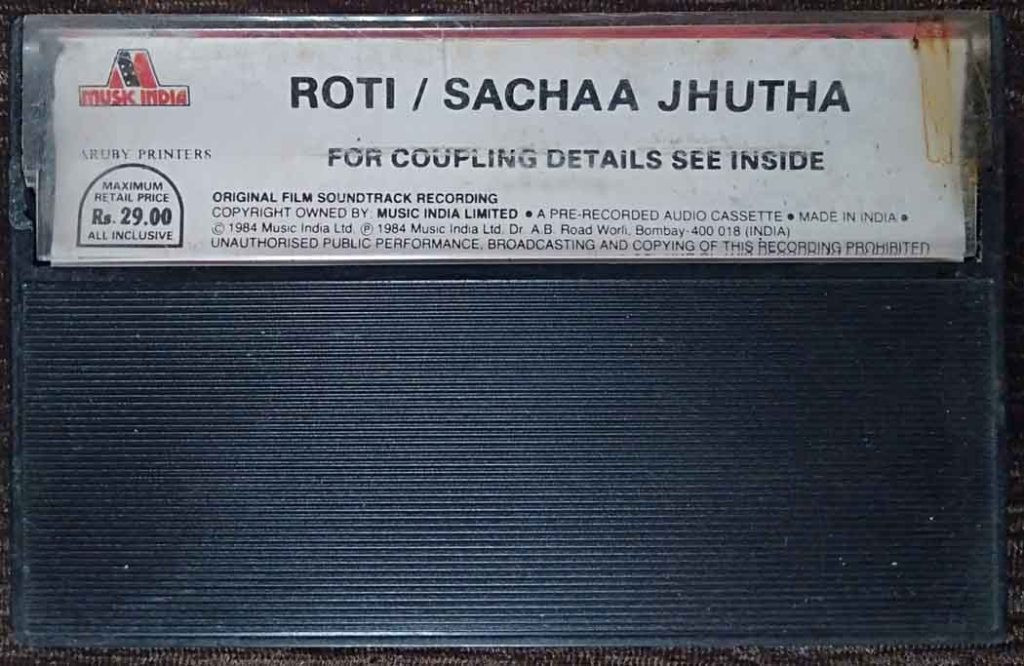 MUSIC INDIA
ROTI / SACHAA JHUTHA
ARUBY PRINTERS
FOR COUPLING DETAILS SEE INSIDE
MAXIMUM
RETAIL PRICE
Rs. 29.00
ALL INCLUSIVE
ORIGINAL FILM SOUNDTRACK RECORDING
COPYRIGHT OWNED BY: MUSIC INDIA LIMITED ● A PRE-RECORDED AUDIO CASSETTE ● MADE IN INDIA ●
© 1984 Music India Ltd. ℗ 1984 Music India Ltd. Dr. A.B. Road Worli, Bombay-400 018 (INDIA)
UNAUTHORISED PUBLIC PERFORMANCE, BROADCASTING AND COPYING OF THIS RECORDING PROHIBITED